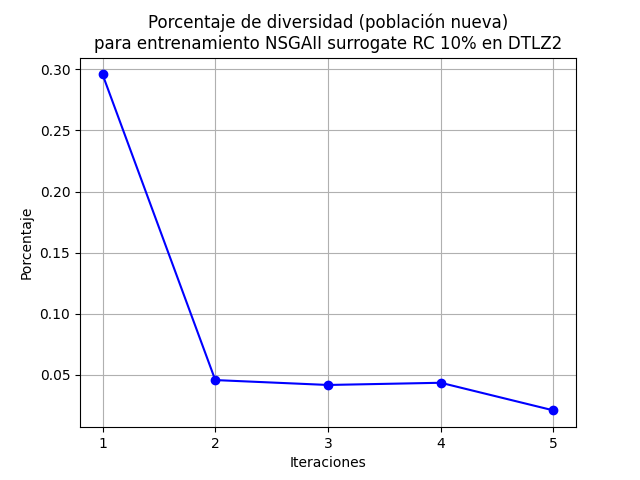 Porcentaje de diversidad (población nueva)
para entrenamiento NSGAII surrogate RC 10% en DTLZ2
0.30
0.25
0.20
0.15
0.10
0.05
Porcentaje
1 2 3 4 5
Iteraciones